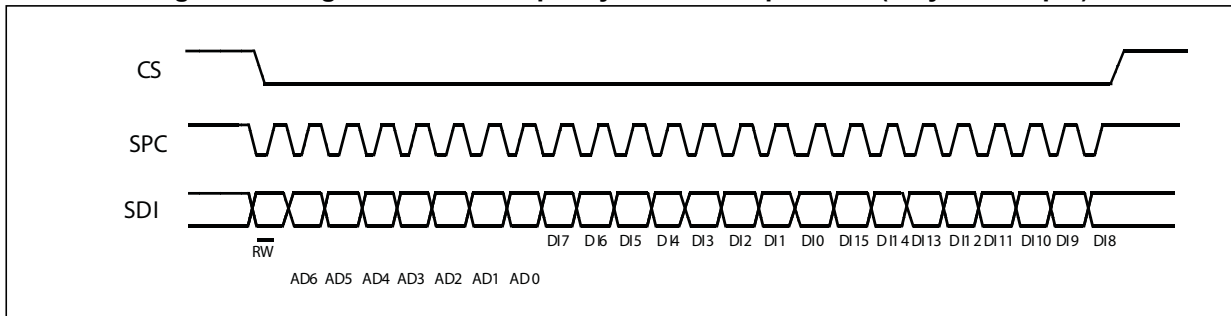 CS
SPC
SDI
RW
DI7 DI6 DI5 DI4 DI3 DI2 DI1 DI0 DI15 DI14 DI13 DI12 DI11 DI10 DI9 DI8
AD6 AD5 AD4 AD3 AD2 AD1 AD0